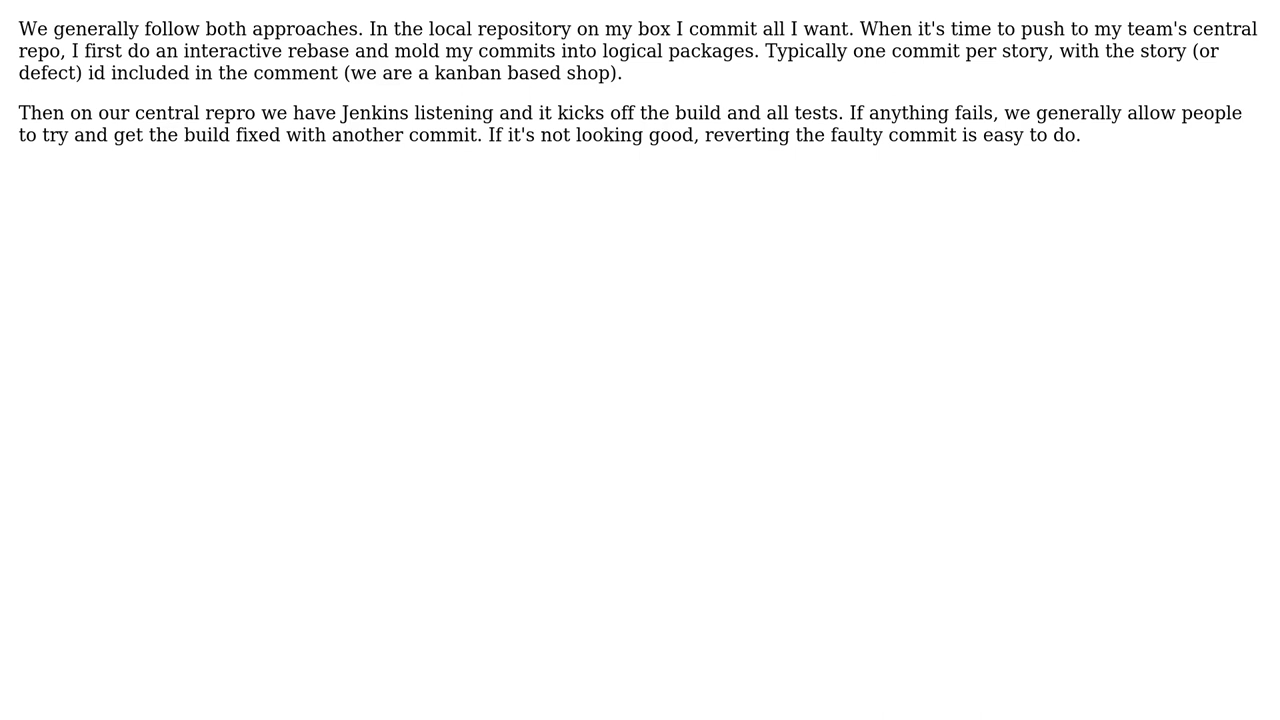 We generally follow both approaches. In the local repository on my box I commit all I want. When it's time to push to my team's central
repo, I first do an interactive rebase and mold my commits into logical packages. Typically one commit per story, with the story (or
defect) id included in the comment (we are a kanban based shop).
Then on our central repro we have Jenkins listening and it kicks off the build and all tests. If anything fails, we generally allow people
to try and get the build fixed with another commit. If it's not looking good, reverting the faulty commit is easy to do.